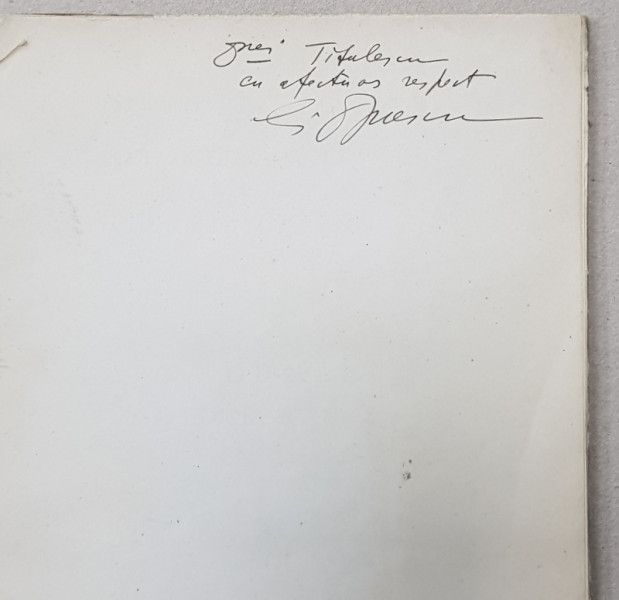 Dnei Titulescu
cu afectuos respect